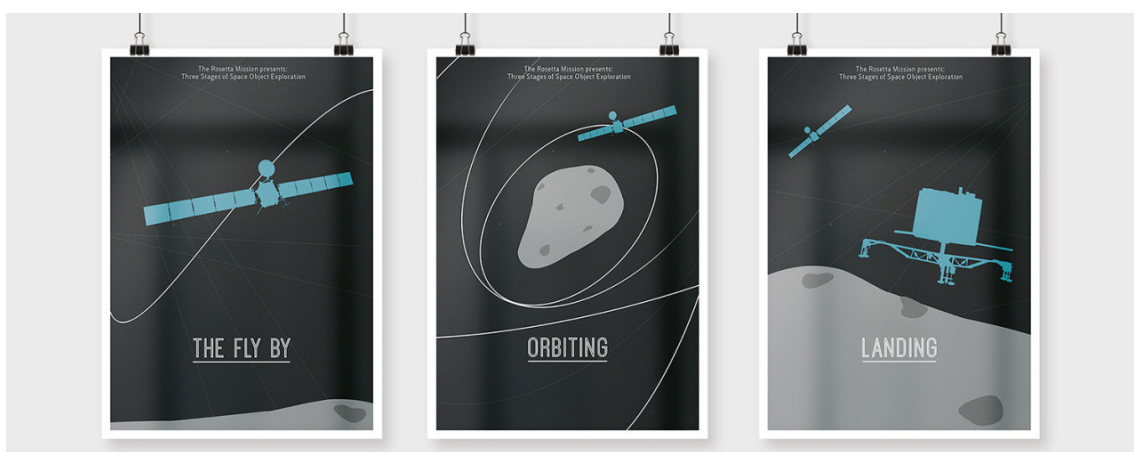 The Rosetta Mission presents:
Three Stages of Space Object Exploration
THE FLY BY
The Rosetta Mission presents:
Three Stages of Space Object Exploration
ORBITING
The Rosetta Mission presents:
Three Stages of Space Object Exploration
LANDING